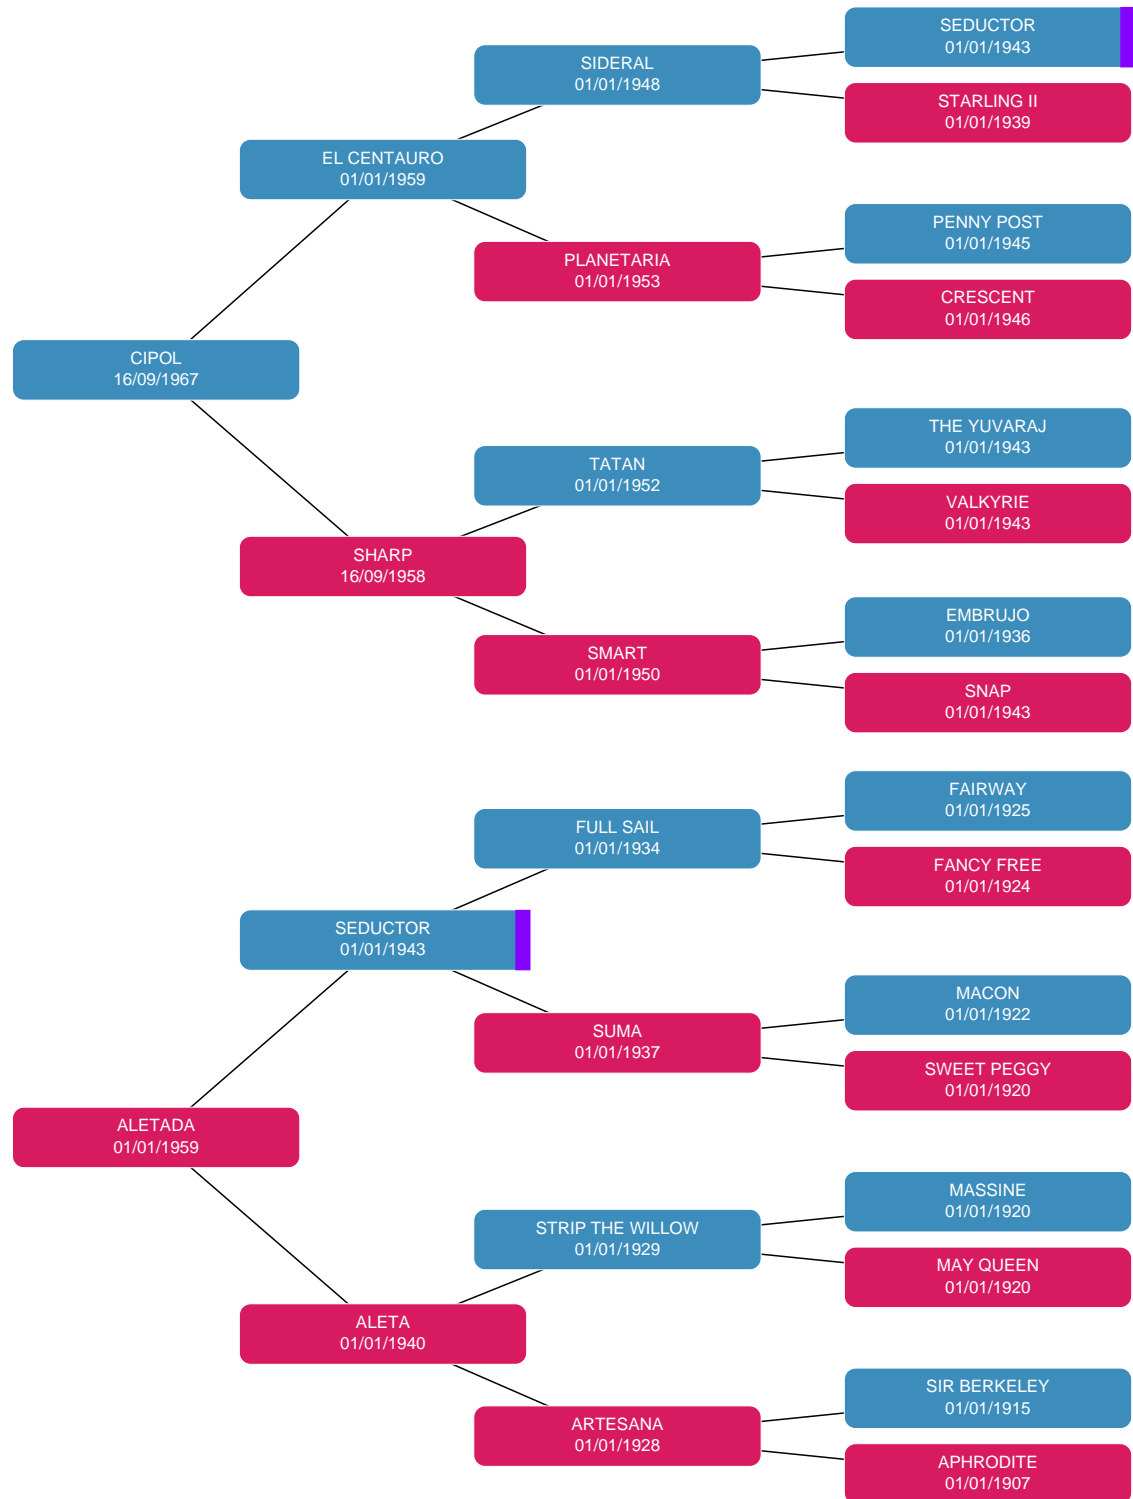 SEDUCTOR
01/01/1943
SIDERAL
01/01/1948
STARLING II
01/01/1939
EL CENTAURO
01/01/1959
PENNY POST
01/01/1945
PLANETARIA
01/01/1953
CRESCENT
01/01/1946
CIPOL
16/09/1967
THE YUVARAJ
01/01/1943
TATAN
01/01/1952
VALKYRIE
01/01/1943
SHARP
16/09/1958
EMBRUJO
01/01/1936
SMART
01/01/1950
SNAP
01/01/1943
FAIRWAY
01/01/1925
FULL SAIL
01/01/1934
FANCY FREE
01/01/1924
SEDUCTOR
01/01/1943
MACON
01/01/1922
SUMA
01/01/1937
SWEET PEGGY
01/01/1920
ALETADA
01/01/1959
MASSINE
01/01/1920
STRIP THE WILLOW
01/01/1929
MAY QUEEN
01/01/1920
ALETA
01/01/1940
SIR BERKELEY
01/01/1915
ARTESANA
01/01/1928
APHRODITE
01/01/1907